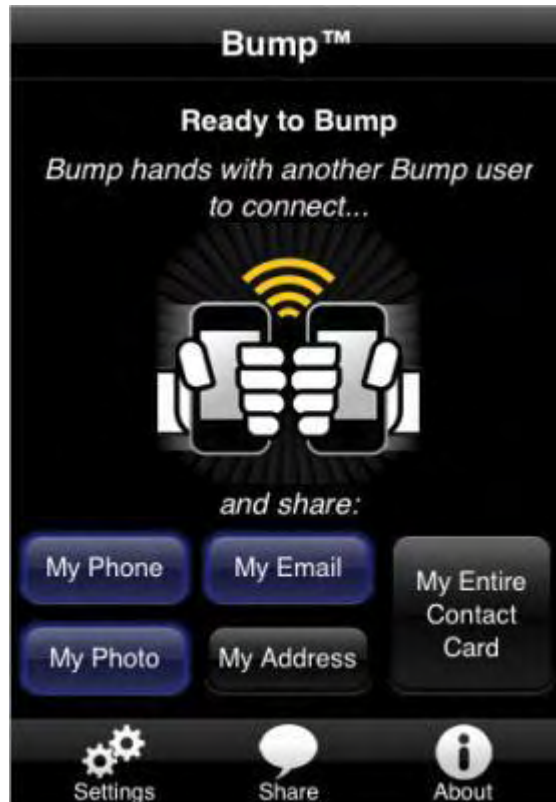 Bump™
Ready to Bump
Bump hands with another Bump user
to connect...
and share:
My Phone
My Email
My Entire
Contact
Card
My Photo
My Address
Settings
Share
About